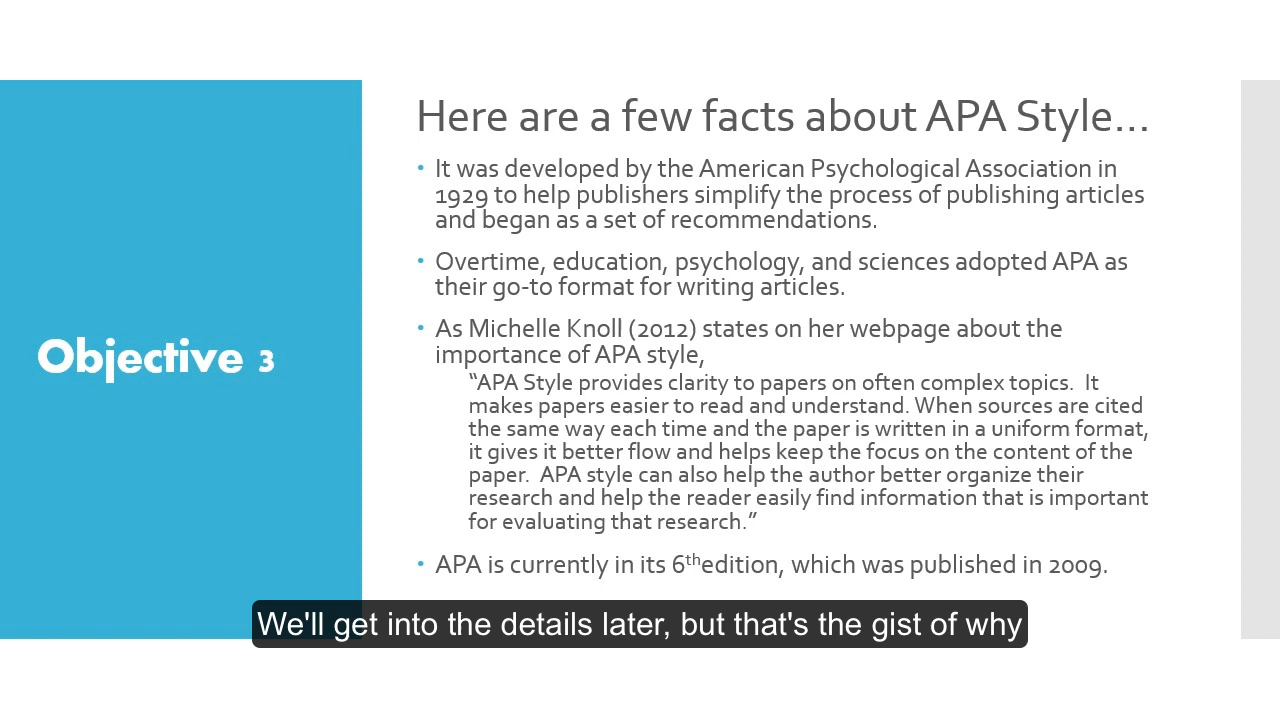 Here are a few facts about APA Style...
• It was developed by the American Psychological Association in
1929 to help publishers simplify the process of publishing articles
and began as a set of recommendations.
• Overtime, education, psychology, and sciences adopted APA as
their go-to format for writing articles.
Objective 3
• As Michelle Knoll (2012) states on her webpage about the
importance of APA style,
“APA Style provides clarity to papers on often complex topics. It
makes papers easier to read and understand. When sources are cited
the same way each time and the paper is written in a uniform format,
it gives it better flow and helps keep the focus on the content of the
paper. APA style can also help the author better organize their
research and help the reader easily find information that is important
for evaluating that research.”
• APA is currently in its 6thedition, which was published in 2009.
We'll get into the details later, but that's the gist of why